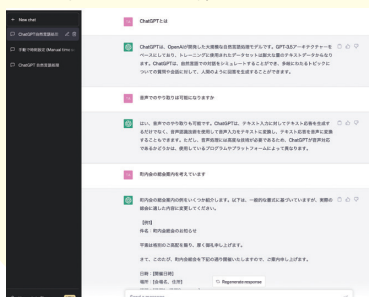 New chat
ChatGPT自然言語処理
手動で時刻設定 (Manual time
ChatGPT 自然言語処理
ChatGPTとは
ChatGPTは、OpenAIが開発した大規模な自然言語処理モデルです。GPT-3.5アーキテクチャーを
ベースにしており、トレーニングに使用されたデータセットは膨大な量のテキストデータからなり
ます。ChatGPTは、自然言語での対話をシミュレートすることができ、多岐にわたるトピックに
ついての質問や会話に対して、人間のように応答を生成することができます。
音声でのやり取りは可能になりますか
はい、音声でのやり取りも可能です。ChatGPTは、テキスト入力に対してテキスト応答を生成す
るだけでなく、音声認識技術を使用して音声入力をテキストに変換し、テキスト応答を音声に変換
することもできます。ただし、音声処理には高度な技術が必要であるため、ChatGPTが音声対応
であるかどうかは、使用しているプログラムやプラットフォームによって異なります。
町内会の総会案内を考えています
町内会の総会案内の例をいくつか紹介します。以下は、一般的な書式に基づいていますが、実際の
総会に適した内容に変更してください。
【例1】
件名：町内会総会のお知らせ
平素は格別のご高配を賜り、厚く御礼申し上げます。
さて、このたび、町内会総会を下記の通り開催いたしますので、ご案内申し上げます。
日時：[開催日時]
場所：[会場名、住所]
Regenerate response
Send a message